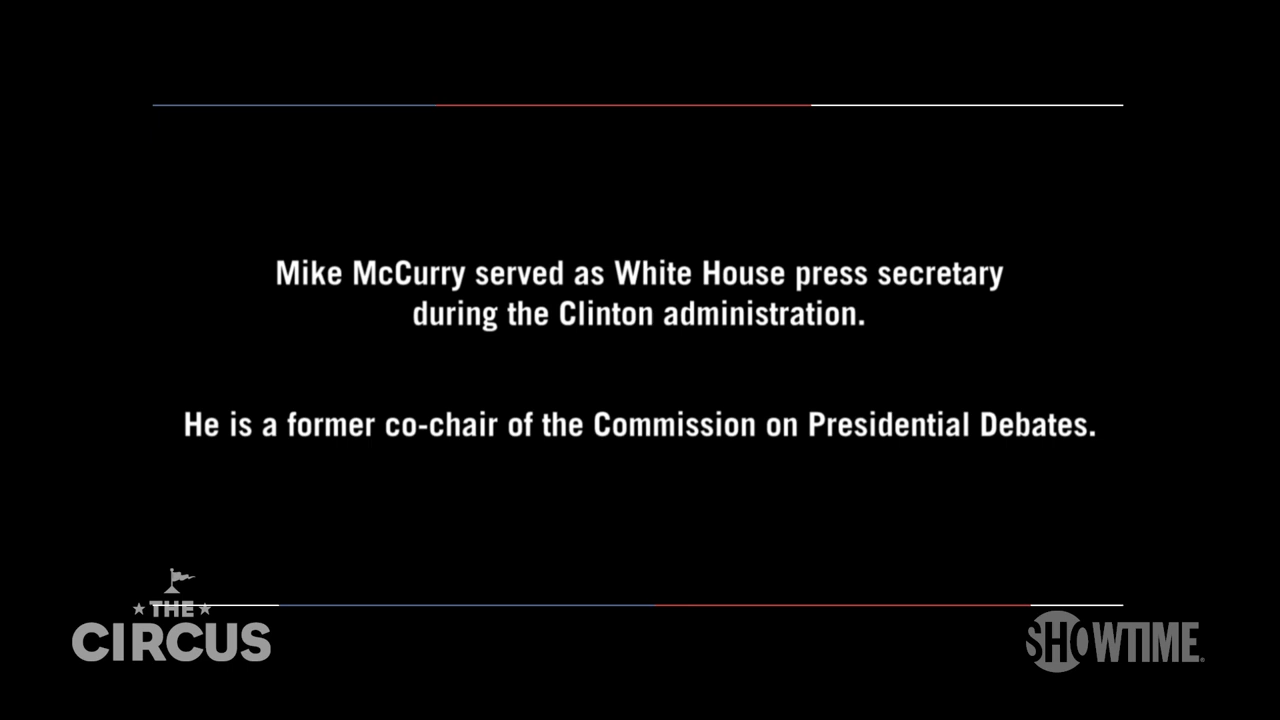 Mike McCurry served as White House press secretary
during the Clinton administration.
He is a former co-chair of the Commission on Presidential Debates.
THE
CIRCUS
SHOWTIME